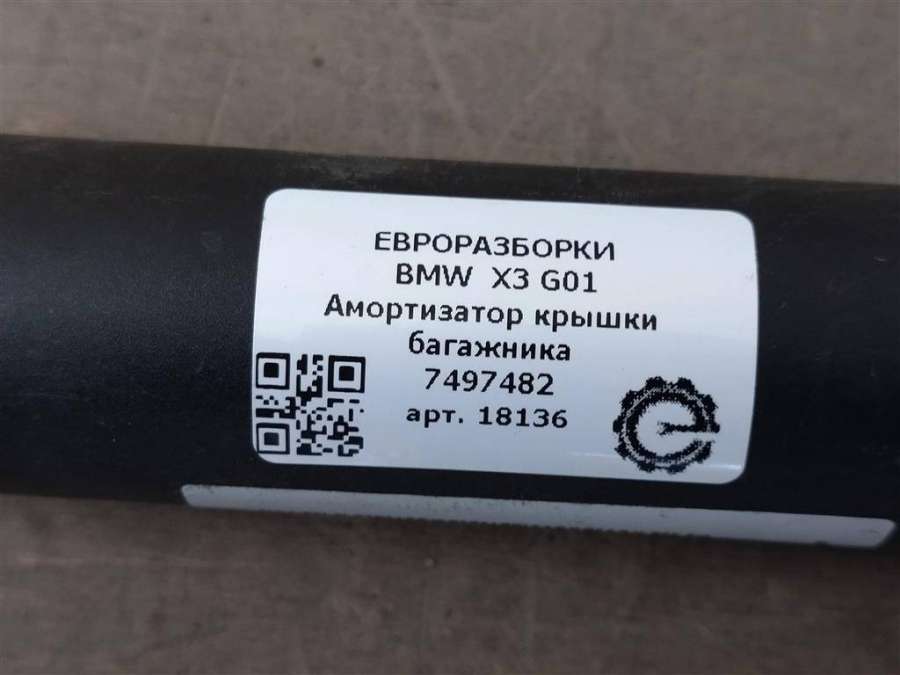 ЕВРОРАЗБОРКИ
BMW X3 G01
Амортизатор крышки
багажника
7497482
арт. 18136